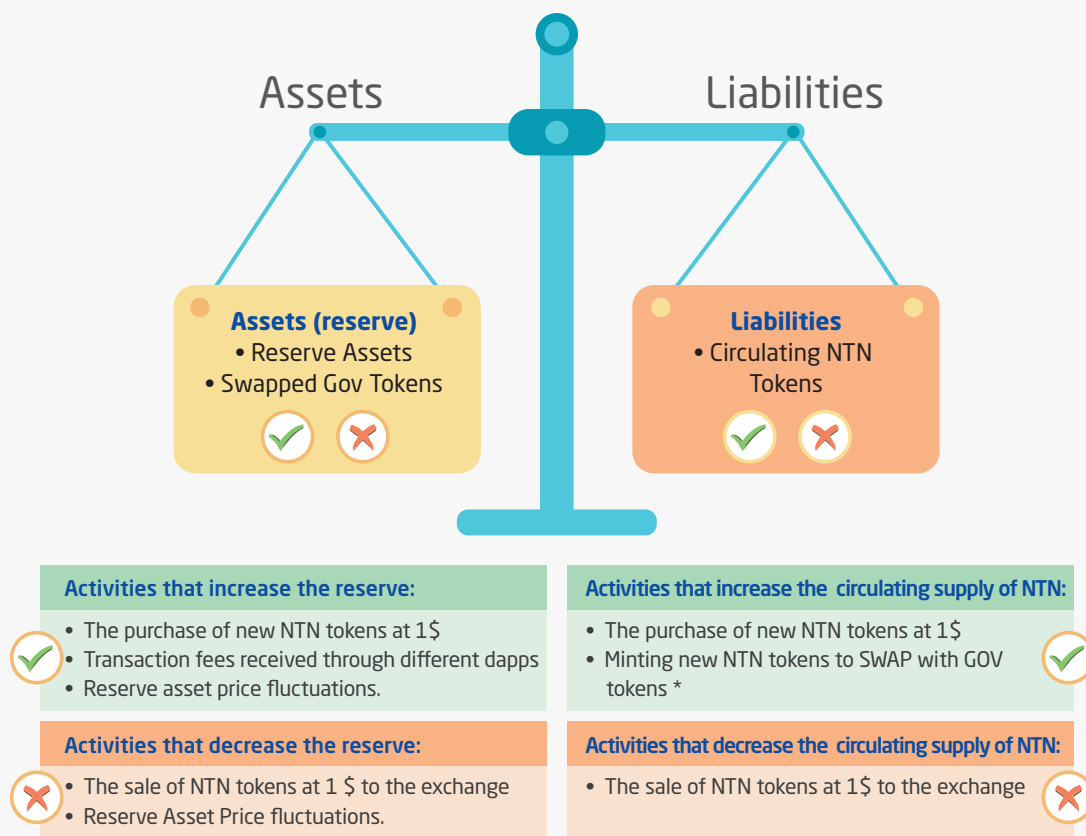 Assets
Liabilities
Assets (reserve)
• Reserve Assets
• Swapped Gov Tokens
Liabilities
• Circulating NTN
Tokens
Activities that increase the reserve:
• The purchase of new NTN tokens at 1$
• Transaction fees received through different dapps
• Reserve asset price fluctuations.
Activities that increase the circulating supply of NTN:
• The purchase of new NTN tokens at 1$
• Minting new NTN tokens to SWAP with GOV
tokens *
Activities that decrease the reserve:
• The sale of NTN tokens at 1 $ to the exchange
• Reserve Asset Price fluctuations.
Activities that decrease the circulating supply of NTN:
• The sale of NTN tokens at 1$ to the exchange